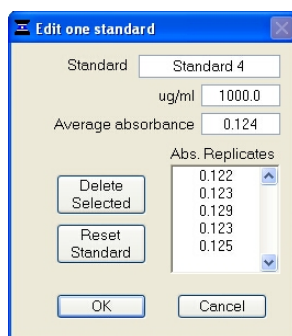 Edit one standard
Standard Standard 4
ug/ml 1000.0
Average absorbance 0.124
Abs. Replicates
0.122
0.123
0.129
0.123
0.125
Delete
Selected
Reset
Standard
OK Cancel